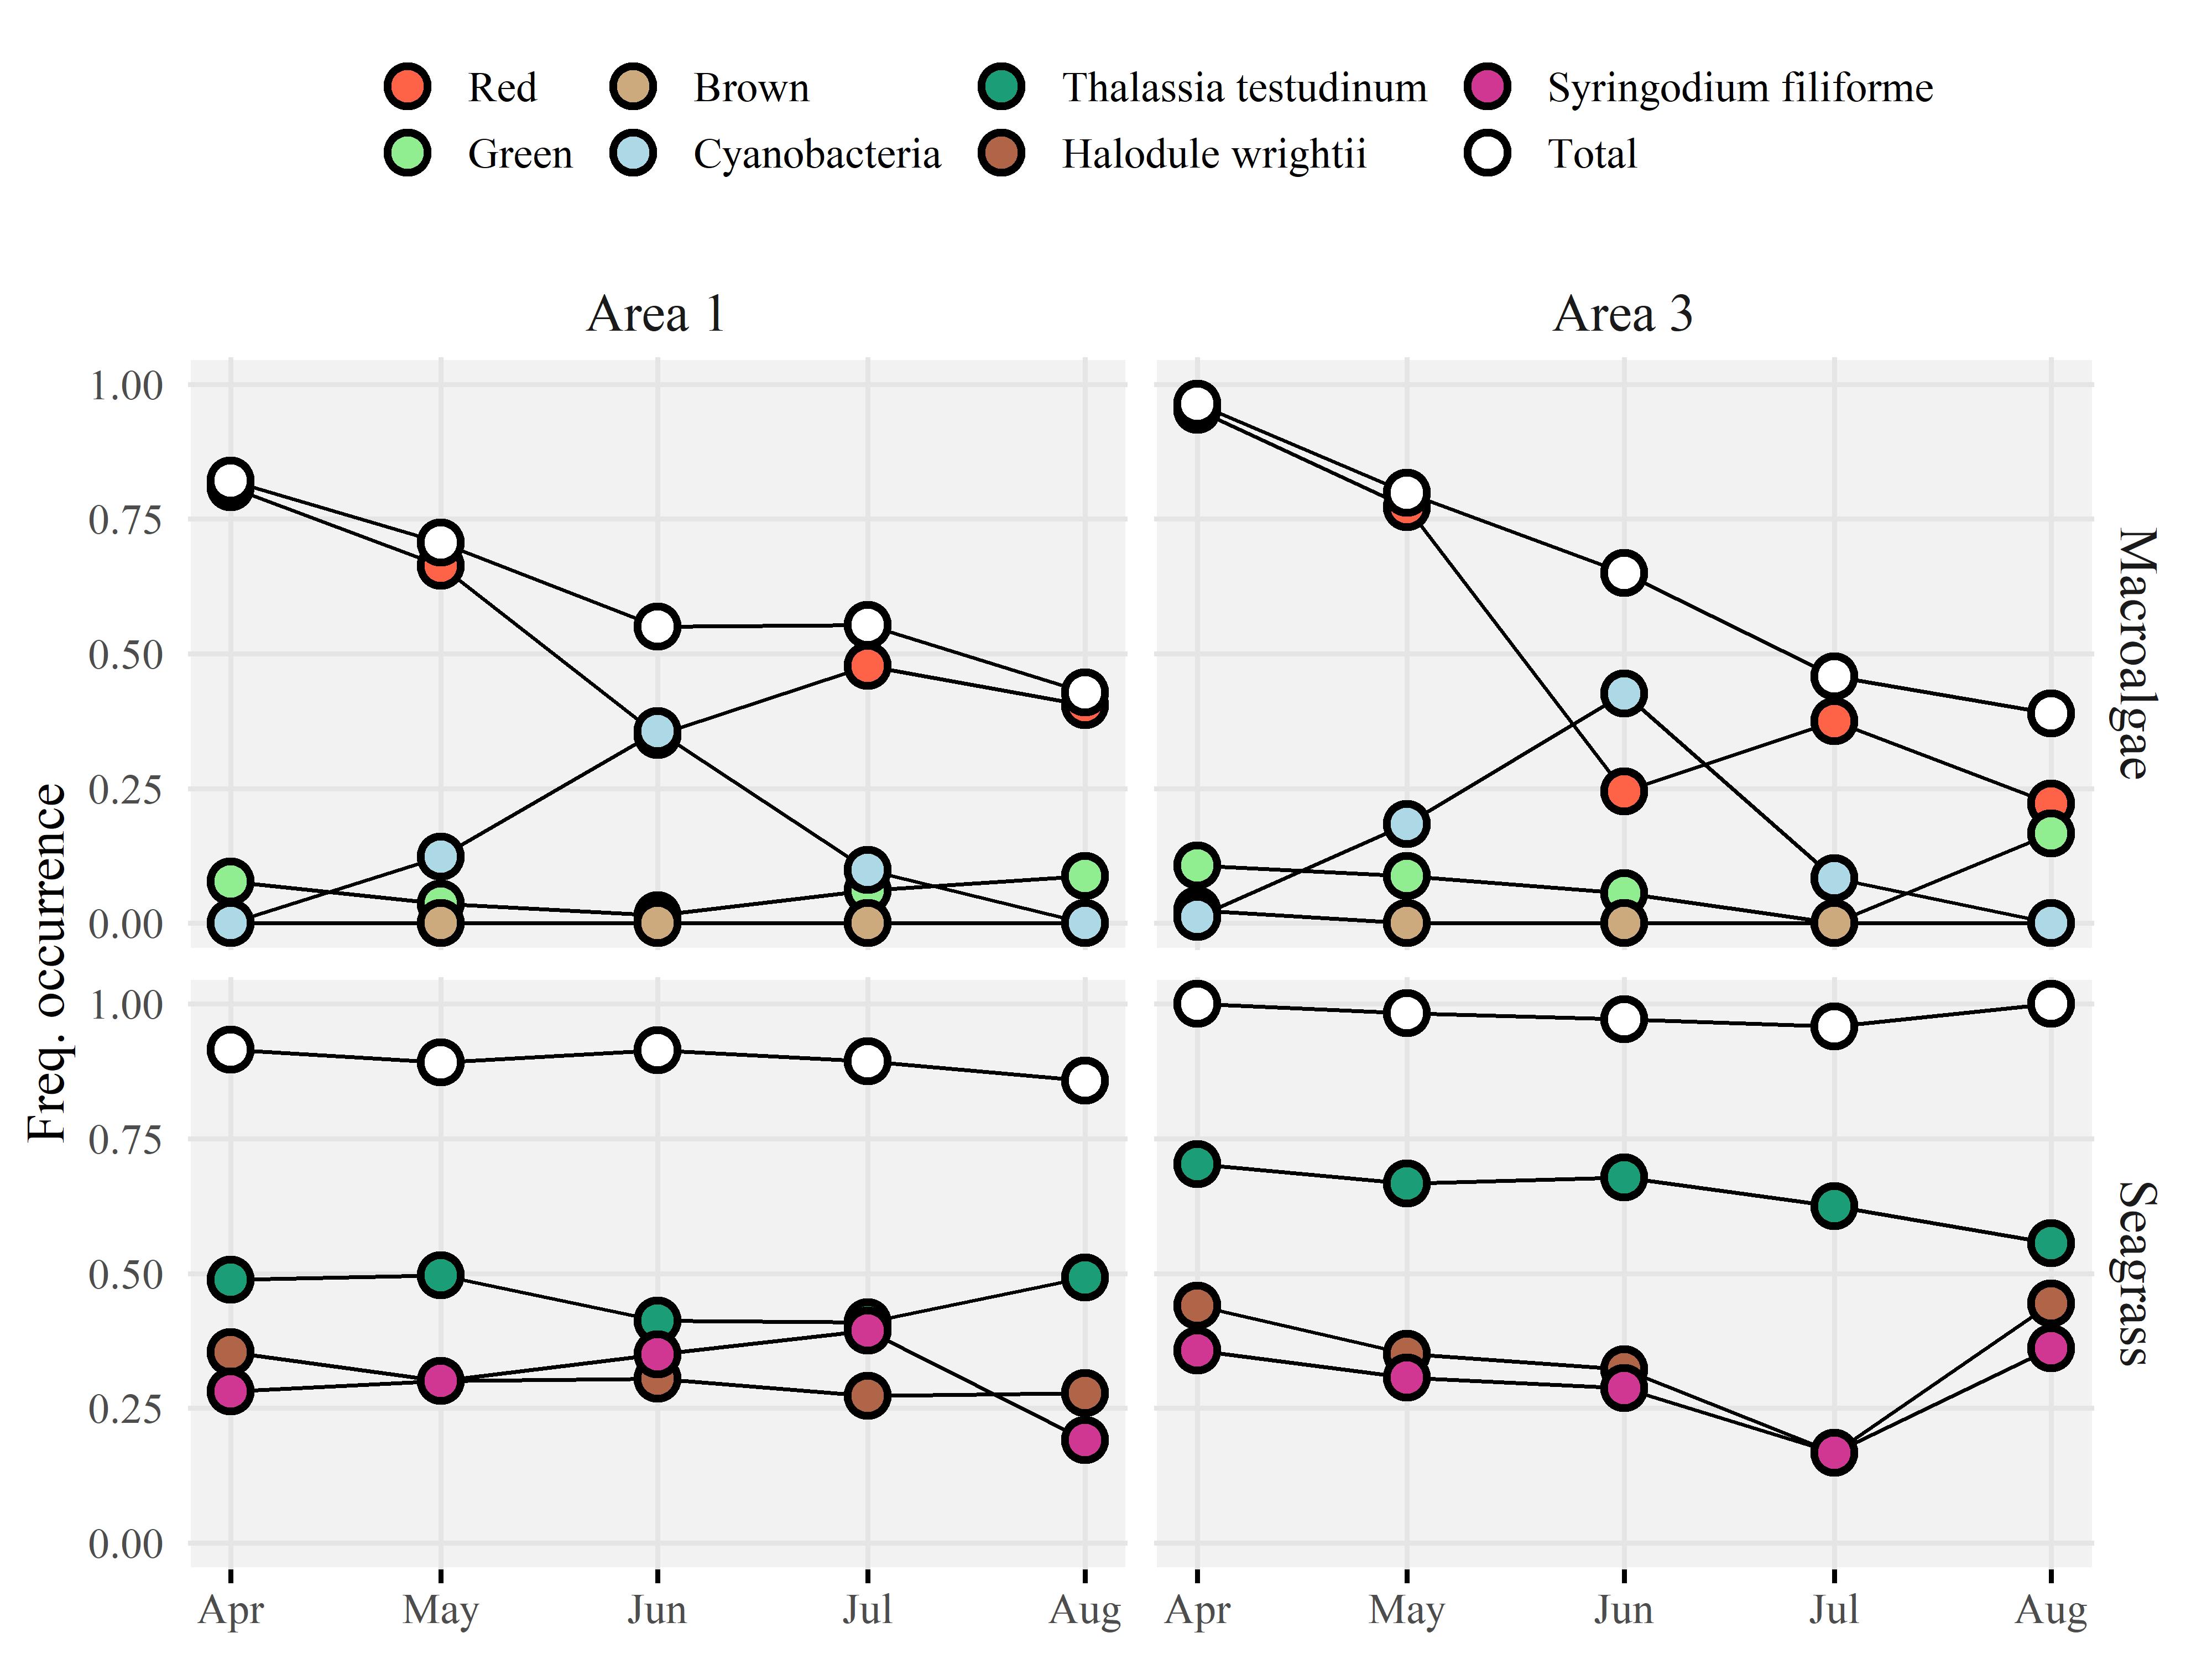 Red Brown Thalassia testudinum Syringodium filiforme
Green Cyanobacteria Halodule wrightii Total
Area 1 Area 3
Freq. occurrence
1.00
0.75
0.50
0.25
0.00
Macroalgae
1.00
0.75
0.50
0.25
0.00
Seagrass
Apr May Jun Jul Aug Apr May Jun Jul Aug